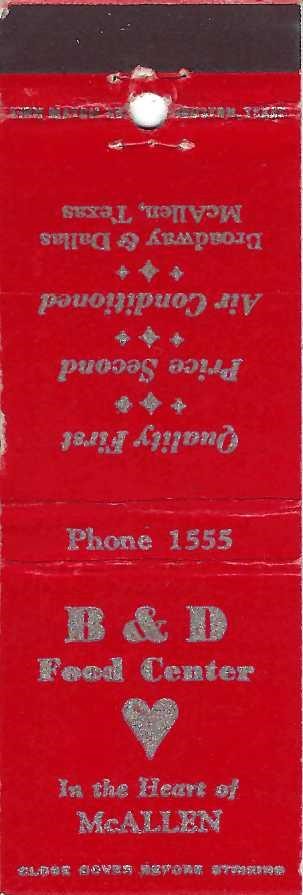 Quality First
Price Second
Air Conditioned
Broadway & Dallas
McAllen, Texas
Phone 1555
B & D
Food Center
In the Heart of
McALLEN
CLOSE COVER BEFORE STRIKING